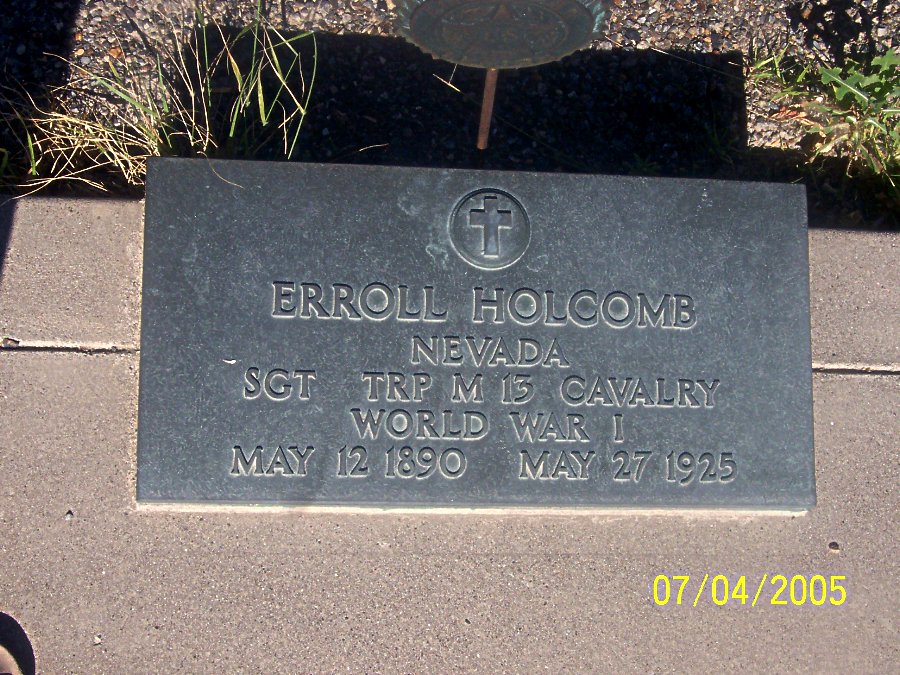 ERROLL HOLCOMB
NEVADA
SGT TRP M 13 CAVALRY
WORLD WAR I
MAY 12 1890 MAY 27 1925
07/04/2005